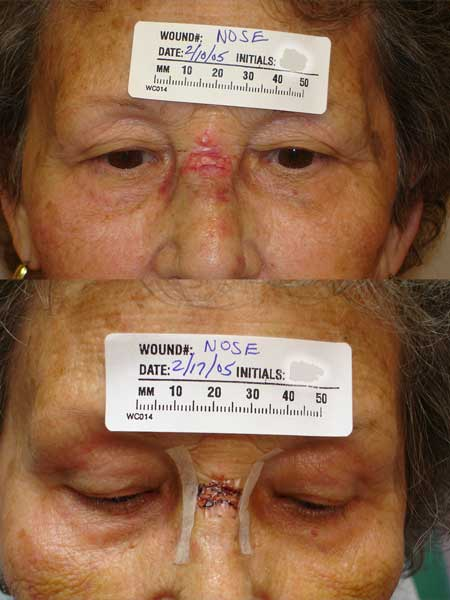 WOUND#: NOSE
DATE: 2/10/05 INITIALS:
MM 10 20 30 40 50
WC014
WOUND#: NOSE
DATE: 2/17/05 INITIALS:
MM 10 20 30 40 50
WC014